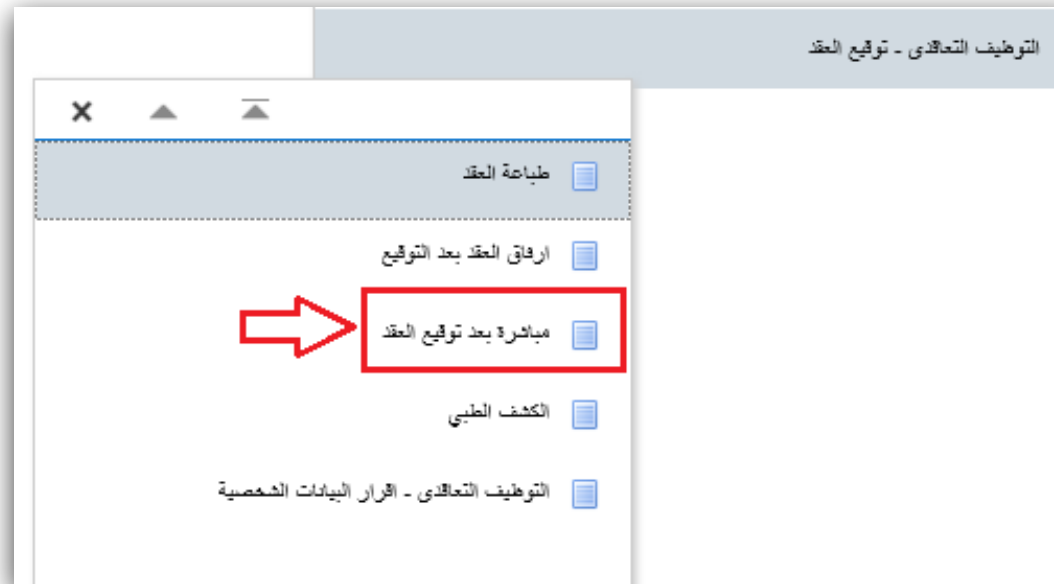 التوظيف التعاقدى - توقيع العقد
طباعة العقد
ارفاق العقد بعد التوقيع
مباشرة بعد توقيع العقد
الكشف الطبي
التوظيف التعاقدى - اقرار البيانات الشخصية